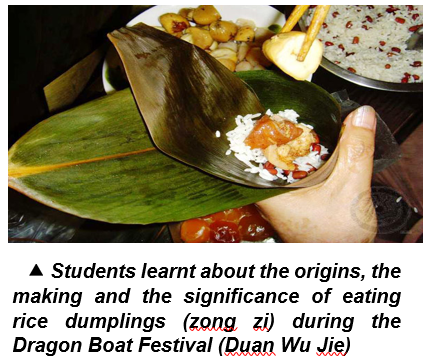 ▲ Students learnt about the origins, the
making and the significance of eating
rice dumplings (zong zi) during the
Dragon Boat Festival (Duan Wu Jie)